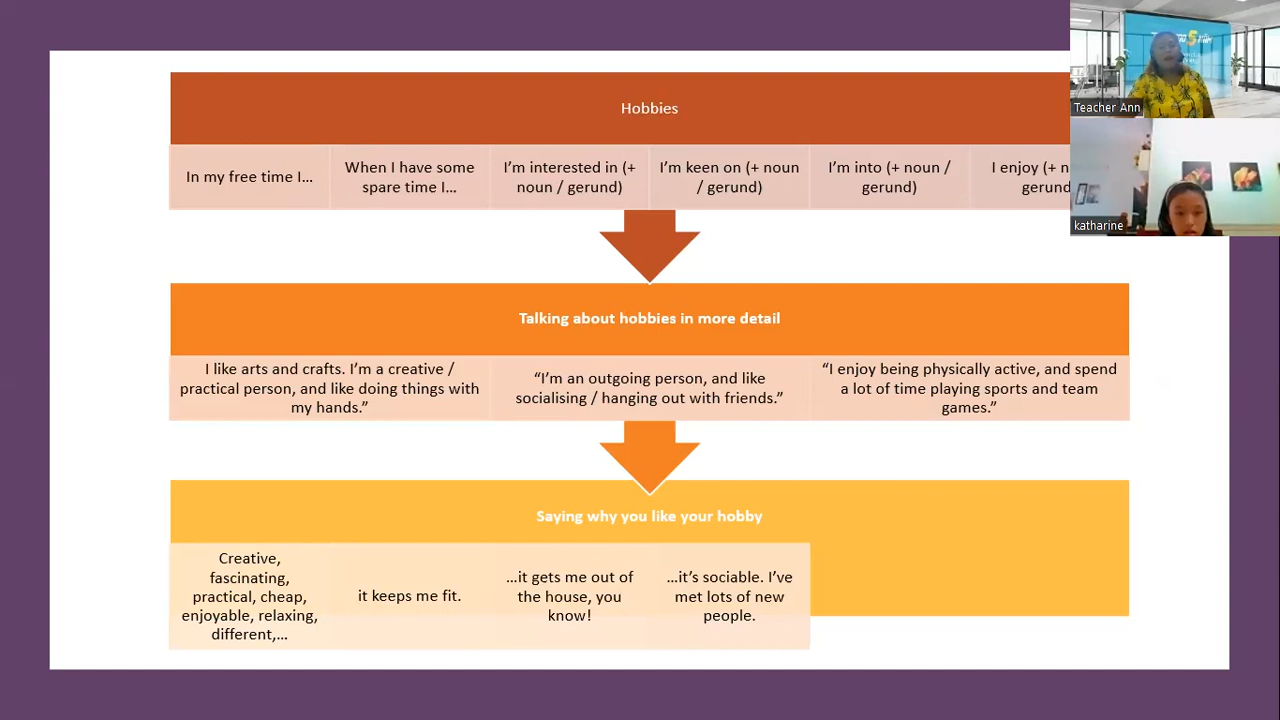 Hobbies
In my free time I...
When I have some
spare time I...
I'm interested in (+
noun / gerund)
I'm keen on (+ noun
/ gerund)
I'm into (+ noun /
gerund)
I enjoy (+
gerund
Talking about hobbies in more detail
I like arts and crafts. I'm a creative /
practical person, and like doing things with
my hands.”
“I'm an outgoing person, and like
socialising / hanging out with friends.”
“I enjoy being physically active, and spend
a lot of time playing sports and team
games.”
Saying why you like your hobby
Creative,
fascinating,
practical, cheap,
enjoyable, relaxing,
different,...
it keeps me fit.
...it gets me out of
the house, you
know!
...it's sociable. I've
met lots of new
people.
Teacher Ann
katharine